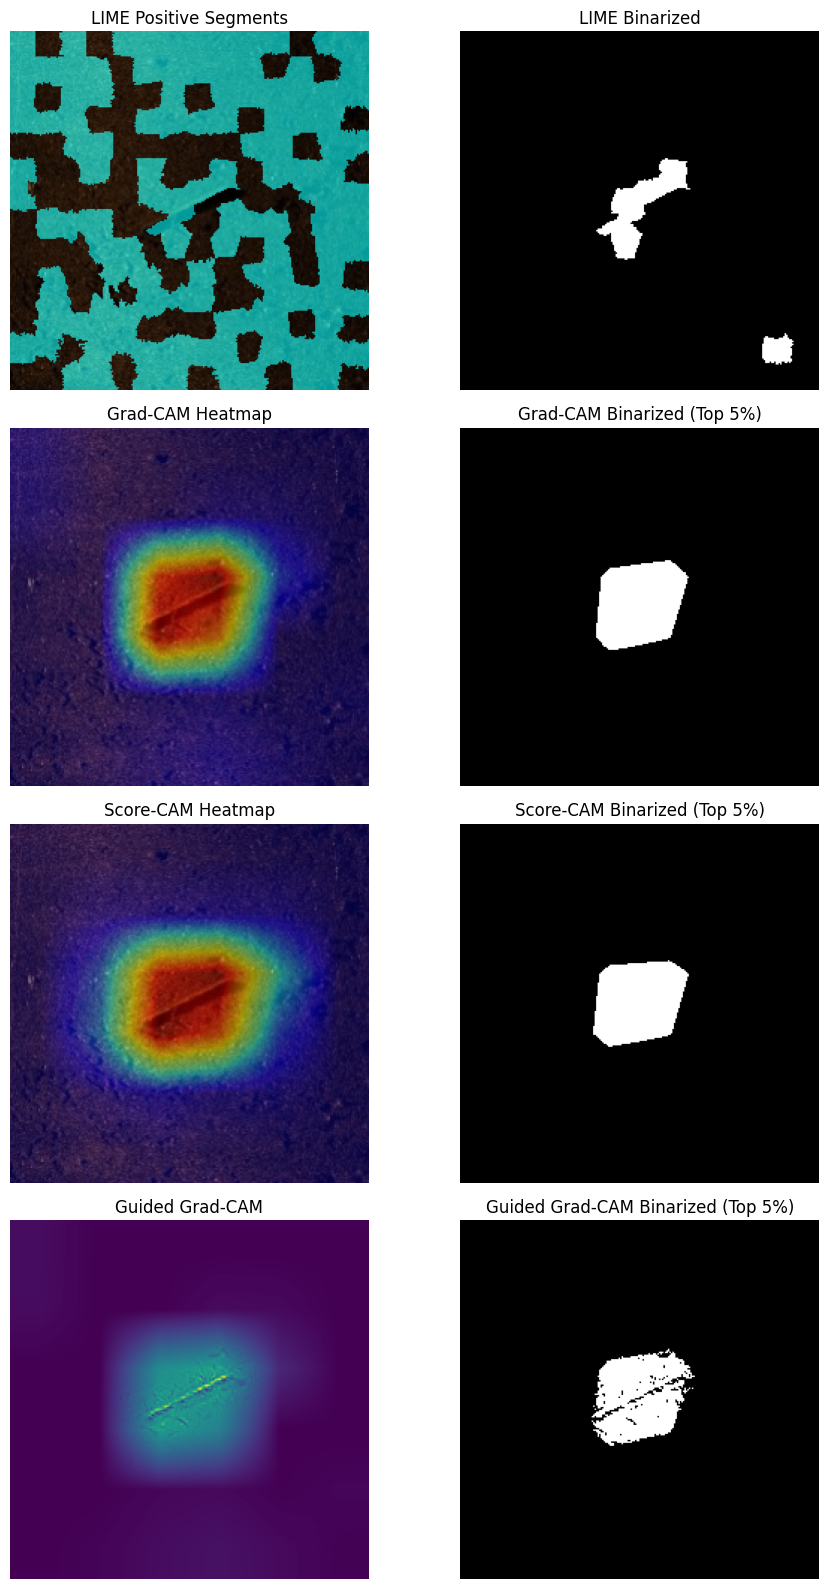 LIME Positive Segments
LIME Binarized
Grad-CAM Heatmap
Grad-CAM Binarized (Top 5%)
Score-CAM Heatmap
Score-CAM Binarized (Top 5%)
Guided Grad-CAM
Guided Grad-CAM Binarized (Top 5%)